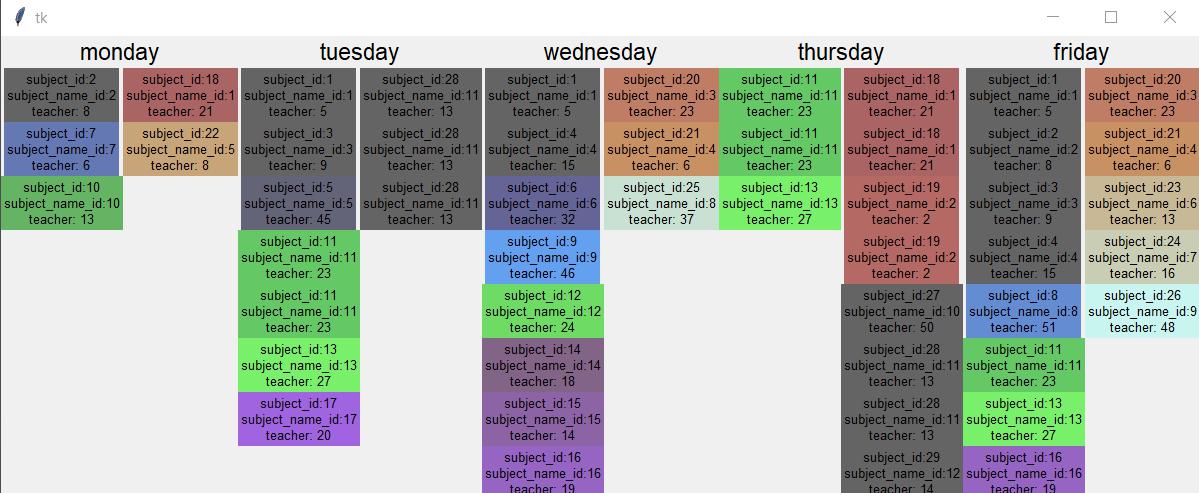 tk
monday
subject_id:2
subject_name_id:2
teacher: 8
subject_id:7
subject_name_id:7
teacher: 6
subject_id:10
subject_name_id:10
teacher: 13
subject_id:18
subject_name_id:1
teacher: 21
subject_id:22
subject_name_id:5
teacher: 8
tuesday
subject_id:1
subject_name_id:1
teacher: 5
subject_id:3
subject_name_id:3
teacher: 9
subject_id:5
subject_name_id:5
teacher: 45
subject_id:11
subject_name_id:11
teacher: 23
subject_id:11
subject_name_id:11
teacher: 23
subject_id:13
subject_name_id:13
teacher: 27
subject_id:17
subject_name_id:17
teacher: 20
subject_id:28
subject_name_id:11
teacher: 13
subject_id:28
subject_name_id:11
teacher: 13
subject_id:28
subject_name_id:11
teacher: 13
wednesday
subject_id:1
subject_name_id:1
teacher: 5
subject_id:4
subject_name_id:4
teacher: 15
subject_id:6
subject_name_id:6
teacher: 32
subject_id:9
subject_name_id:9
teacher: 46
subject_id:12
subject_name_id:12
teacher: 24
subject_id:14
subject_name_id:14
teacher: 18
subject_id:15
subject_name_id:15
teacher: 14
subject_id:16
subject_name_id:16
teacher: 19
subject_id:20
subject_name_id:3
teacher: 23
subject_id:21
subject_name_id:4
teacher: 6
subject_id:25
subject_name_id:8
teacher: 37
thursday
subject_id:11
subject_name_id:11
teacher: 23
subject_id:11
subject_name_id:11
teacher: 23
subject_id:13
subject_name_id:13
teacher: 27
subject_id:18
subject_name_id:1
teacher: 21
subject_id:18
subject_name_id:1
teacher: 21
subject_id:19
subject_name_id:2
teacher: 2
subject_id:19
subject_name_id:2
teacher: 2
subject_id:27
subject_name_id:10
teacher: 50
subject_id:28
subject_name_id:11
teacher: 13
subject_id:28
subject_name_id:11
teacher: 13
subject_id:29
subject_name_id:12
teacher: 14
friday
subject_id:1
subject_name_id:1
teacher: 5
subject_id:2
subject_name_id:2
teacher: 8
subject_id:3
subject_name_id:3
teacher: 9
subject_id:4
subject_name_id:4
teacher: 15
subject_id:8
subject_name_id:8
teacher: 51
subject_id:11
subject_name_id:11
teacher: 23
subject_id:13
subject_name_id:13
teacher: 27
subject_id:16
subject_name_id:16
teacher: 19
subject_id:20
subject_name_id:3
teacher: 23
subject_id:21
subject_name_id:4
teacher: 6
subject_id:23
subject_name_id:6
teacher: 13
subject_id:24
subject_name_id:7
teacher: 16
subject_id:26
subject_name_id:9
teacher: 48